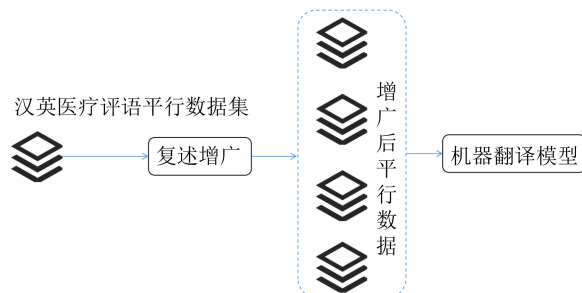 汉英医疗评语平行数据集
复述增广
增广后平行数据
机器翻译模型